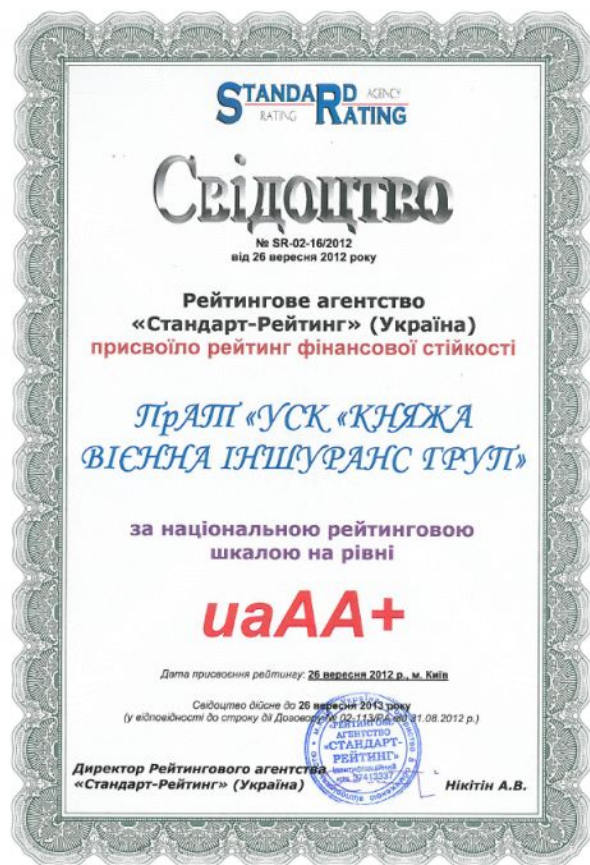 STANDARD AGENCY
RATING RATING
Свідоцтво
№ SR-02-16/2012
від 26 вересня 2012 року
Рейтингове агентство
«Стандарт-Рейтинг» (Україна)
присвоїло рейтинг фінансової стійкості
ПрАТ «УСК «КНЯЖА
ВІЄННА ІНШУРАНС ГРУП»
за національною рейтинговою
шкалою на рівні
uaAA+
Дата присвоєння рейтингу: 26 вересня 2012 р., м. Київ
Свідоцтво дійсне до 26 вересня 2013 року
(у відповідності до строку дії Договору № 02-113/РА від 31.08.2012 р.)
«РЕЙТИНГОВЕ
АГЕНТСТВО
«СТАНДАРТ-
РЕЙТИНГ»
Директор Рейтингового агентства
«Стандарт-Рейтинг» (Україна) Нікітін А.В.